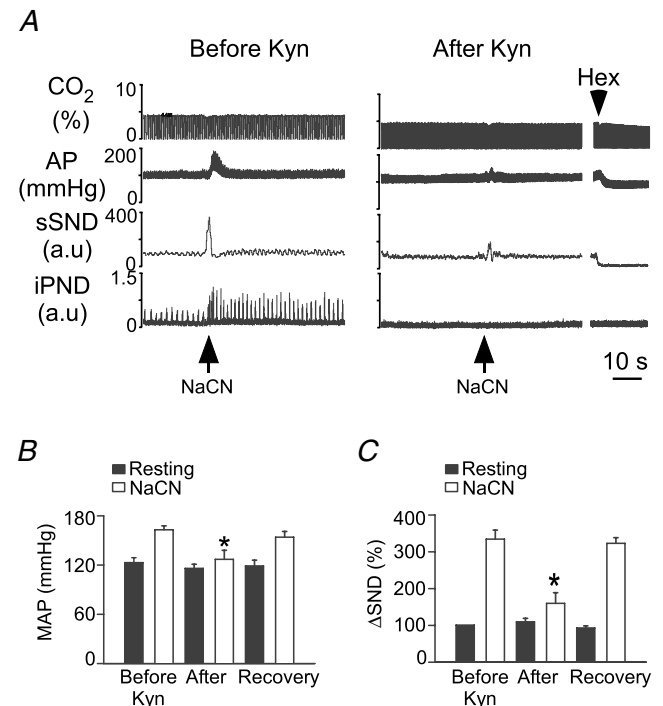 A
Before Kyn
After Kyn
Hex
CO2
(%)
10
0
AP
(mmHg)
200
0
sSND
(a.u)
400
0
iPND
(a.u)
1.5
0
NaCN
NaCN
10 s
B
Resting
NaCN
MAP (mmHg)
180
120
60
0
*
Before
Kyn
After
Recovery
C
Resting
NaCN
ΔSND (%)
400
300
200
100
0
*
Before
Kyn
After
Recovery